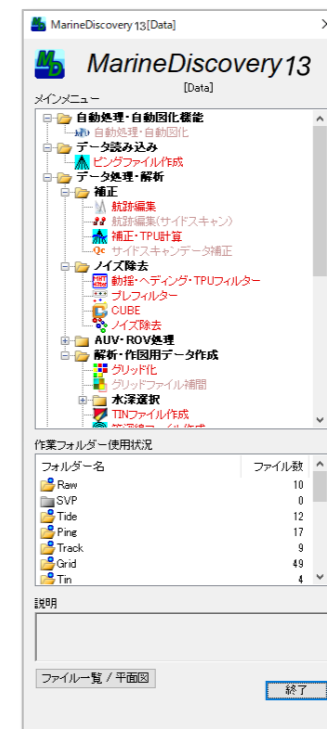 MarineDiscovery13[Data]
MarineDiscovery13
[Data]
メインメニュー
自動処理・自動図化機能
自動処理・自動図化
データ読み込み
ピングファイル作成
データ処理・解析
補正
航跡編集
航跡編集(サイドスキャン)
補正・TPU計算
サイドスキャンデータ補正
ノイズ除去
動揺・ヘディング・TPUフィルター
プレフィルター
CUBE
ノイズ除去
AUV・ROV処理
解析・作図用データ作成
グリッド化
グリッドファイル補間
水深選択
TINファイル作成
作業フォルダー使用状況
フォルダー名 ファイル数
Raw 10
SVP 0
Tide 12
Ping 17
Track 9
Grid 49
Tin 4
説明
ファイル一覧 / 平面図
終了